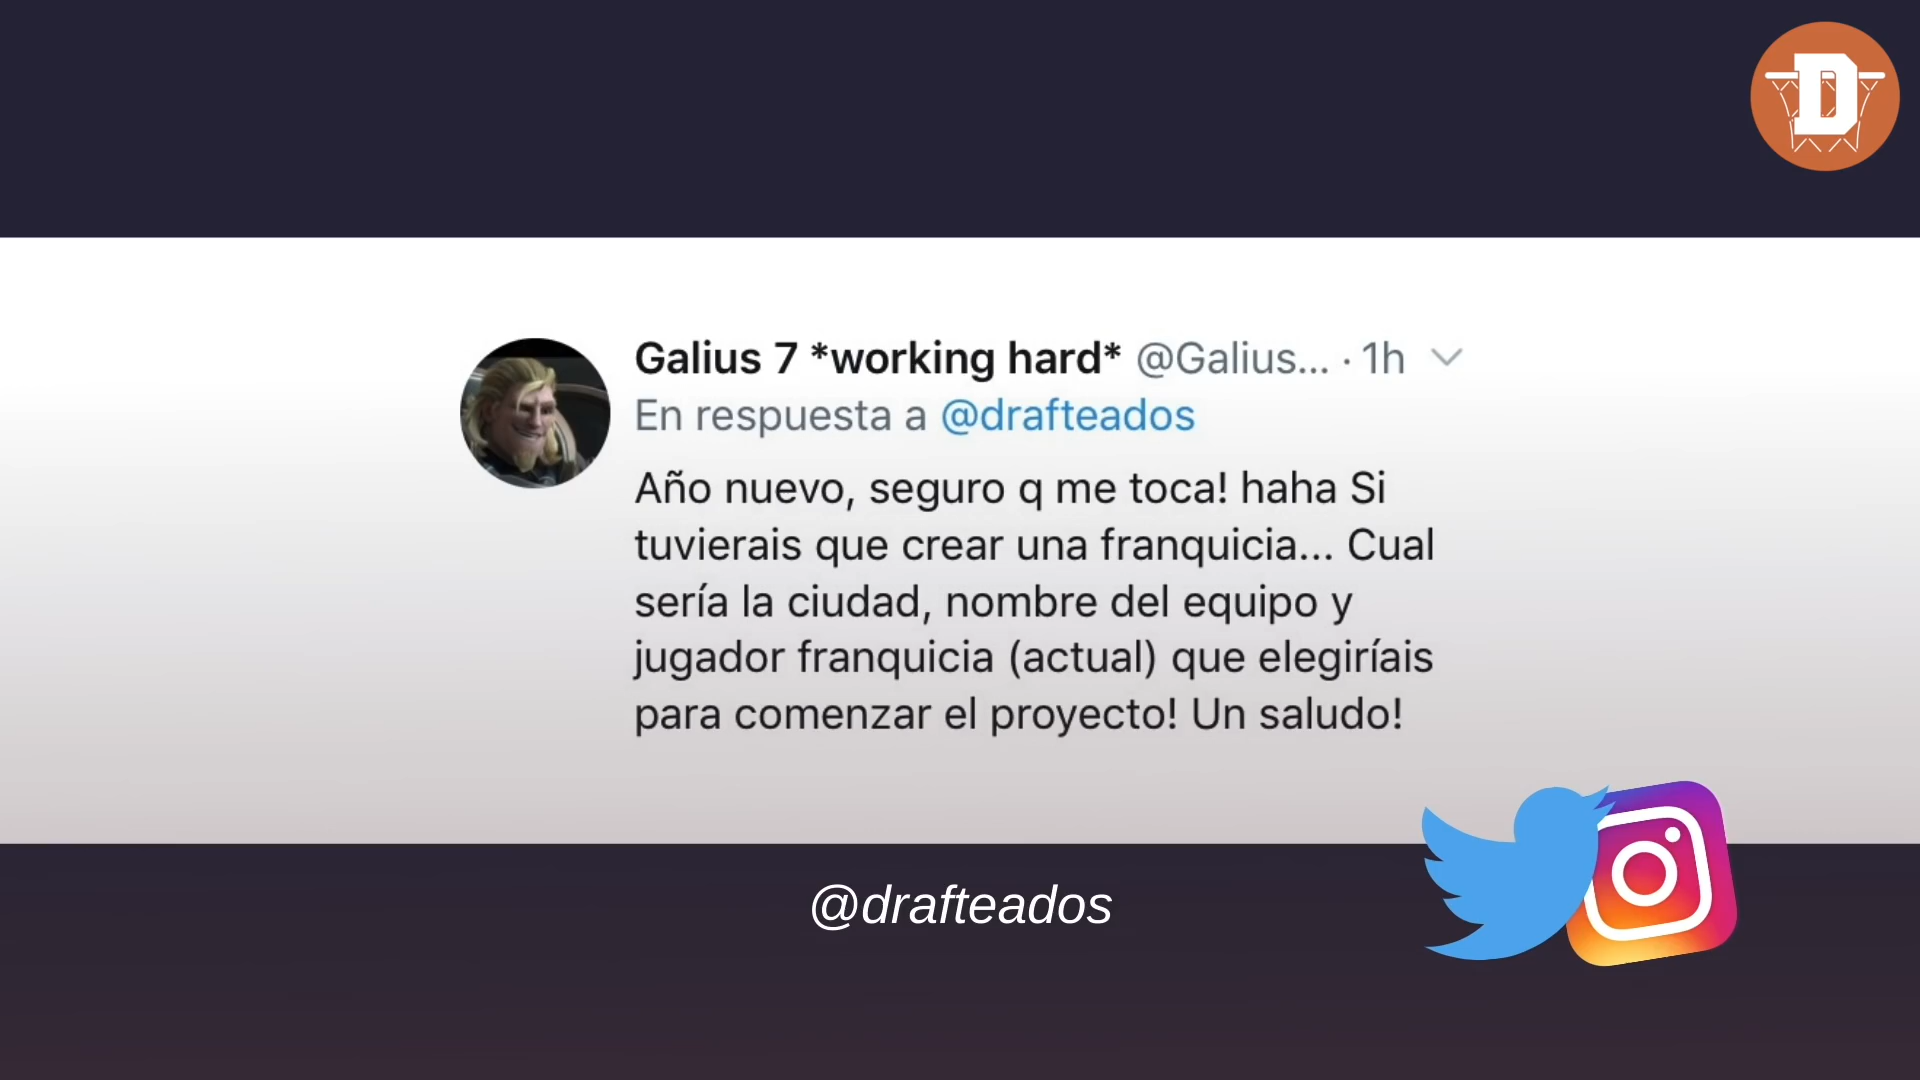 D
Galius 7 *working hard* @Galius... · 1h
En respuesta a @drafteados
Año nuevo, seguro q me toca! haha Si
tuvierais que crear una franquicia... Cual
sería la ciudad, nombre del equipo y
jugador franquicia (actual) que elegiríais
para comenzar el proyecto! Un saludo!
@drafteados